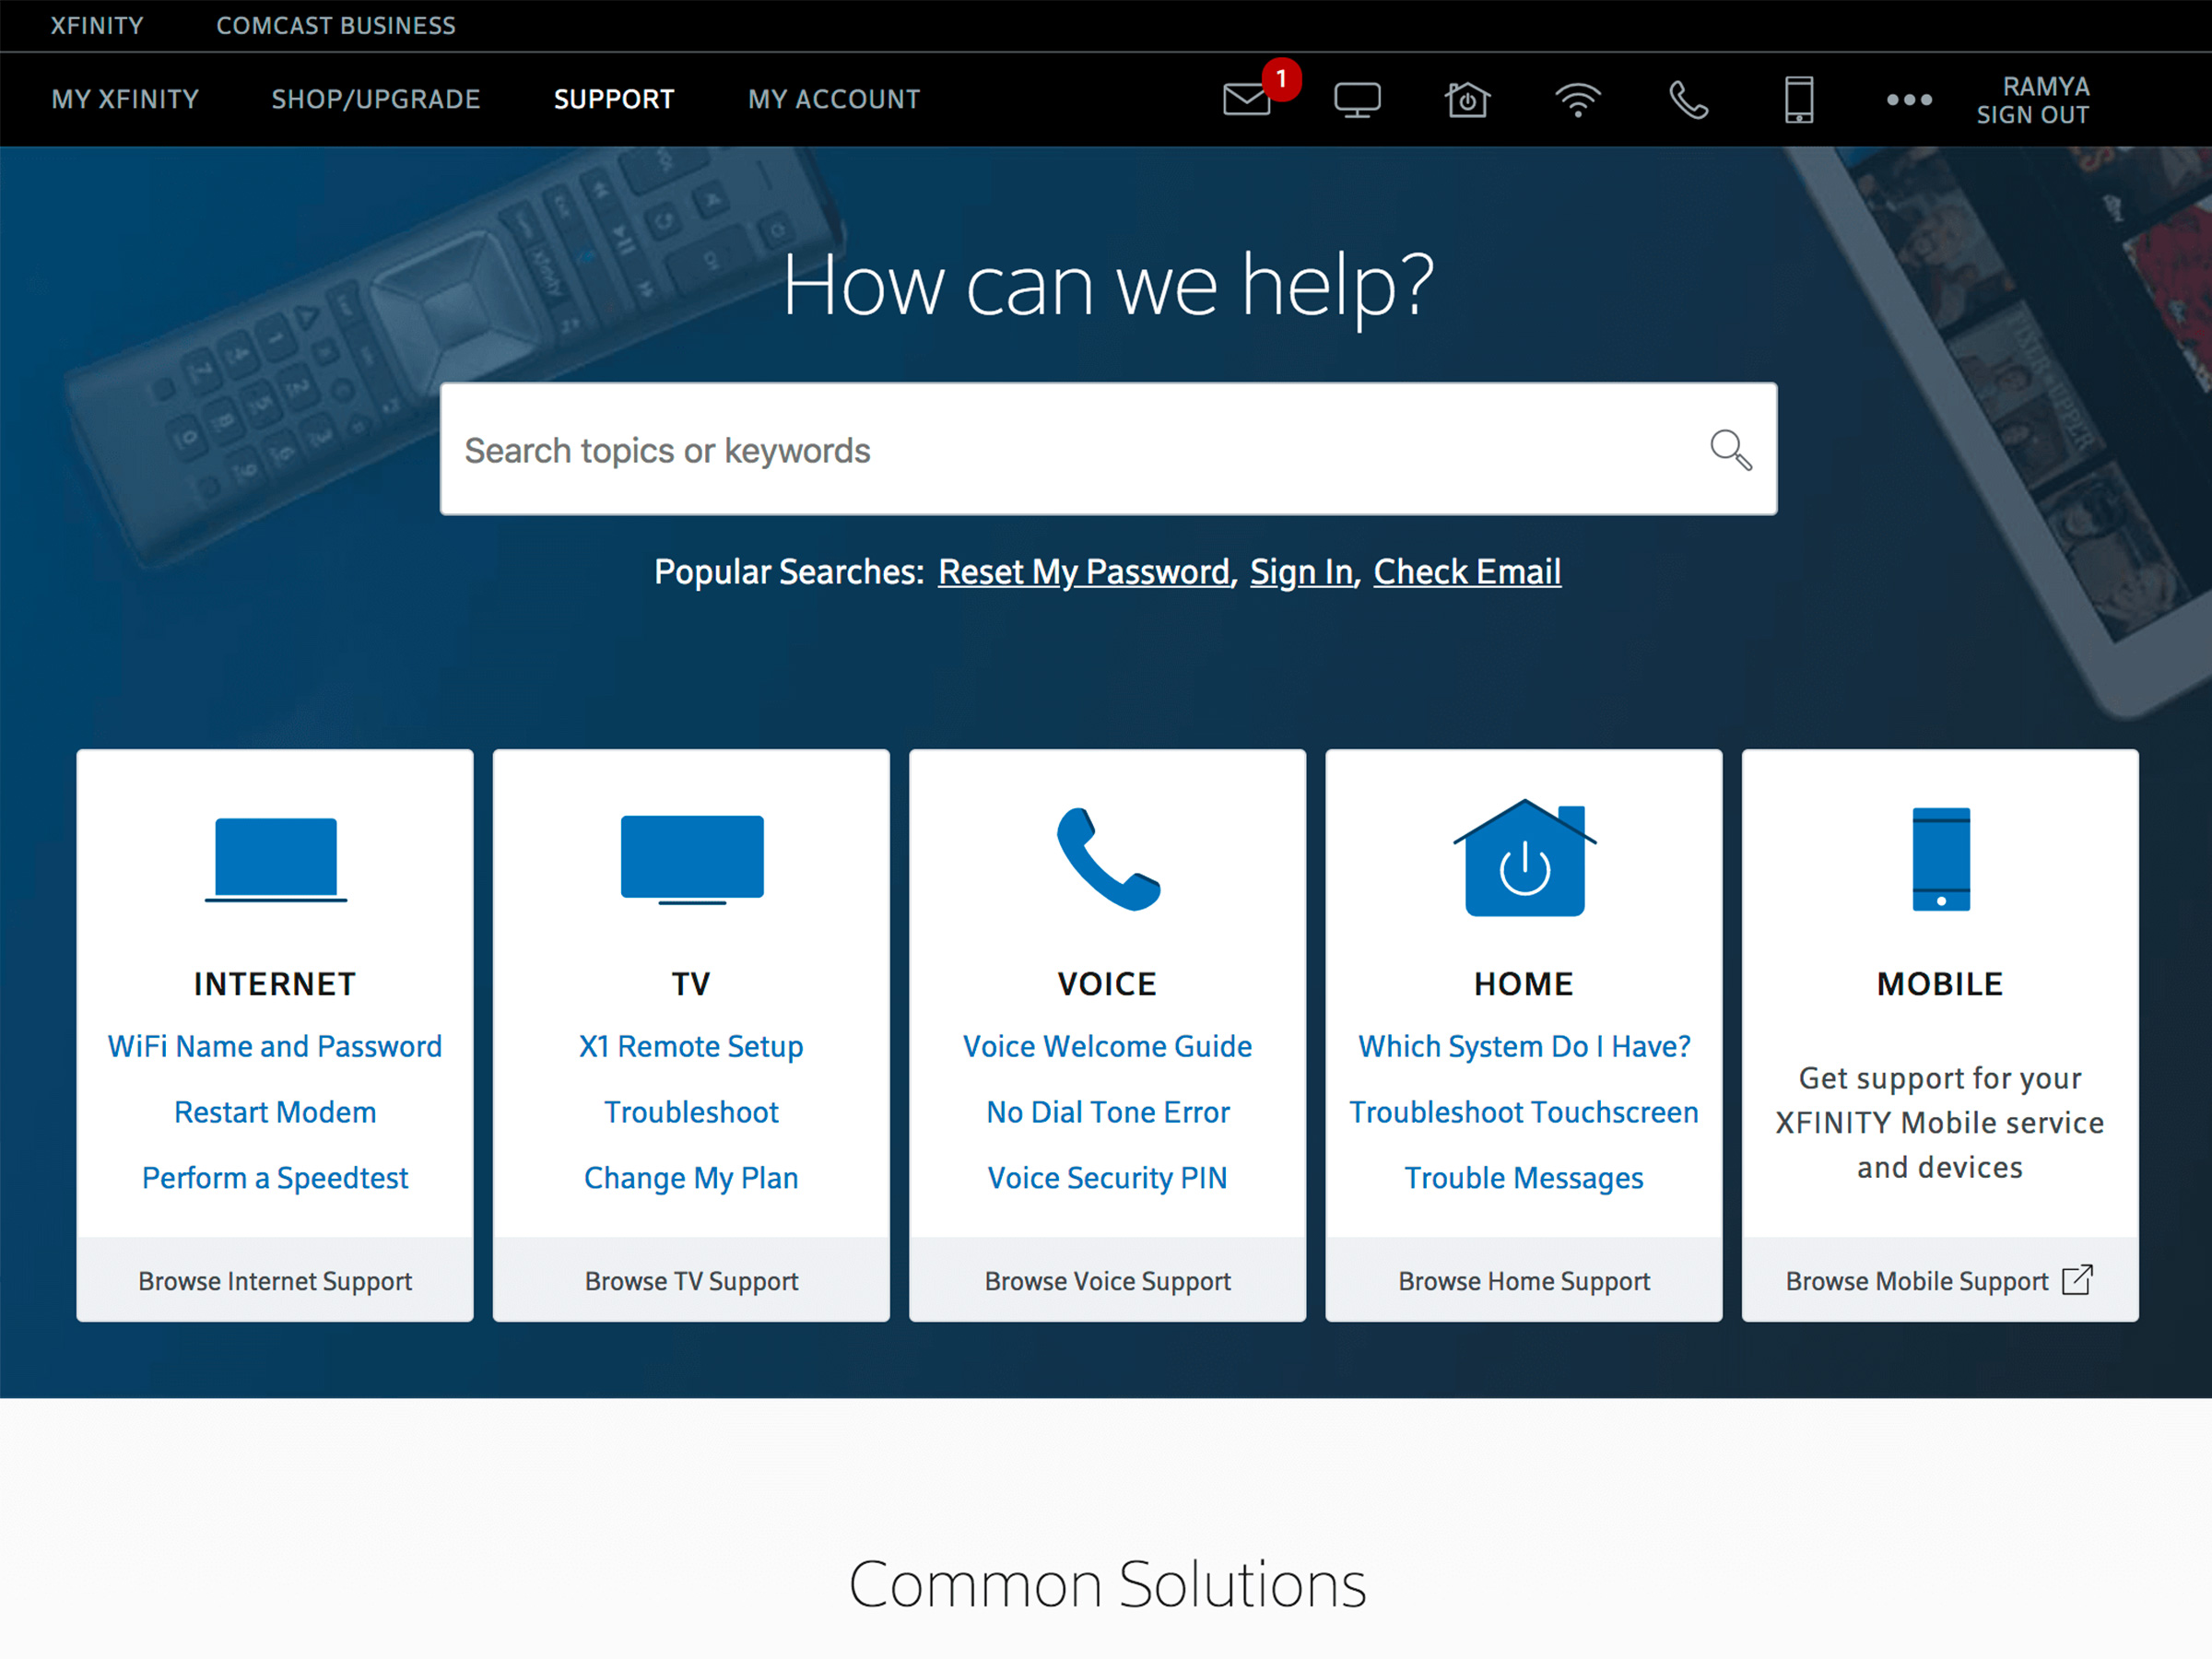 XFINITY COMCAST BUSINESS
MY XFINITY SHOP/UPGRADE SUPPORT MY ACCOUNT 1 RAMYA
SIGN OUT
How can we help?
Search topics or keywords
Popular Searches: Reset My Password, Sign In, Check Email
INTERNET
WiFi Name and Password
Restart Modem
Perform a Speedtest
Browse Internet Support
TV
X1 Remote Setup
Troubleshoot
Change My Plan
Browse TV Support
VOICE
Voice Welcome Guide
No Dial Tone Error
Voice Security PIN
Browse Voice Support
HOME
Which System Do I Have?
Troubleshoot Touchscreen
Trouble Messages
Browse Home Support
MOBILE
Get support for your
XFINITY Mobile service
and devices
Browse Mobile Support
Common Solutions